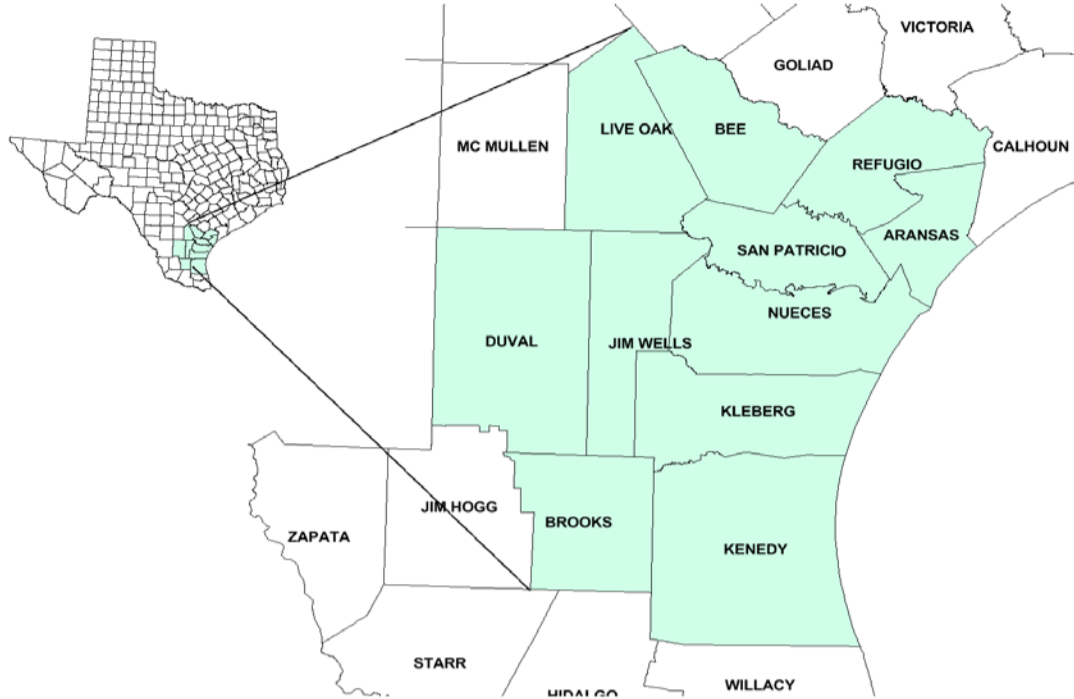 VICTORIA
GOLIAD
LIVE OAK
BEE
MC MULLEN
CALHOUN
REFUGIO
ARANSAS
SAN PATRICIO
NUECES
DUVAL
JIM WELLS
KLEBERG
JIM HOGG
BROOKS
ZAPATA
KENEDY
STARR
WILLACY
HIDALGO